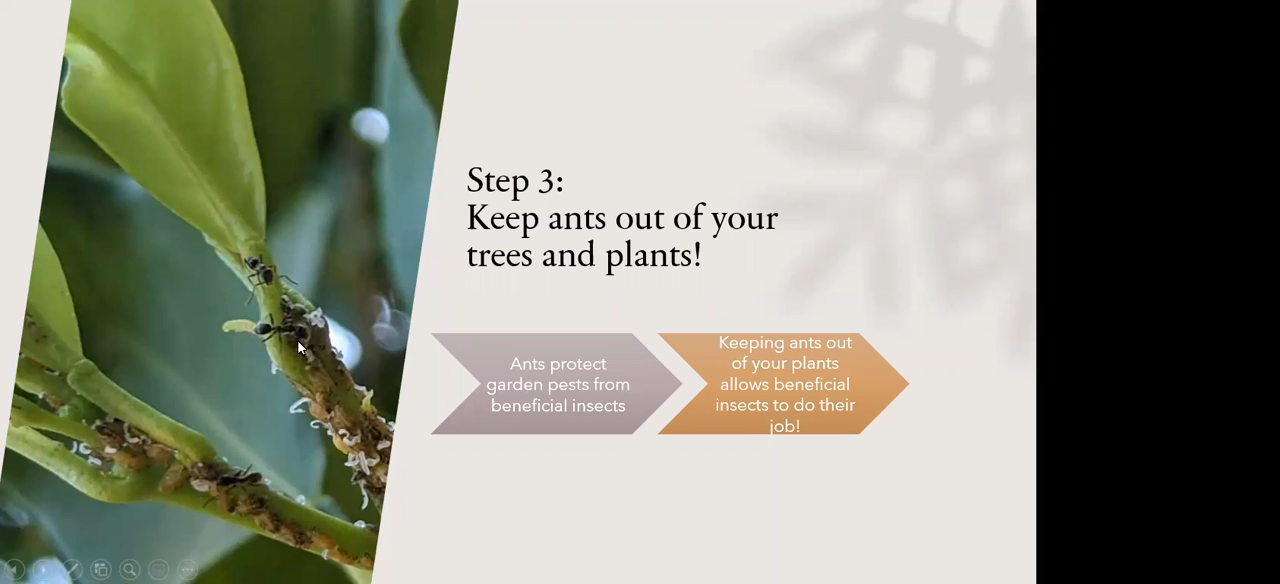 Step 3:
Keep ants out of your
trees and plants!
Ants protect
garden pests from
beneficial insects
Keeping ants out
of your plants
allows beneficial
insects to do their
job!